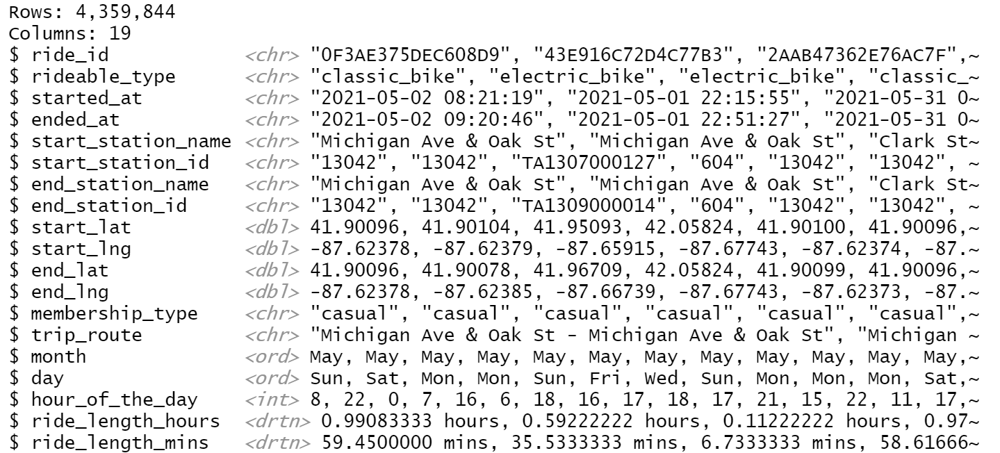 Rows: 4,359,844
Columns: 19
$ ride_id            <chr> "0F3AE375DEC608D9", "43E916C72D4C77B3", "2AAB47362E76AC7F",~
$ rideable_type      <chr> "classic_bike", "electric_bike", "electric_bike", "classic_~
$ started_at         <chr> "2021-05-02 08:21:19", "2021-05-01 22:15:55", "2021-05-31 0~
$ ended_at           <chr> "2021-05-02 09:20:46", "2021-05-01 22:51:27", "2021-05-31 0~
$ start_station_name <chr> "Michigan Ave & Oak St", "Michigan Ave & Oak St", "Clark St~
$ start_station_id   <chr> "13042", "13042", "TA1307000127", "604", "13042", "13042", ~
$ end_station_name   <chr> "Michigan Ave & Oak St", "Michigan Ave & Oak St", "Clark St~
$ end_station_id     <chr> "13042", "13042", "TA1309000014", "604", "13042", "13042", ~
$ start_lat          <dbl> 41.90096, 41.90104, 41.95093, 42.05824, 41.90100, 41.90096,~
$ start_lng          <dbl> -87.62378, -87.62379, -87.65915, -87.67743, -87.62374, -87.~
$ end_lat            <dbl> 41.90096, 41.90078, 41.96709, 42.05824, 41.90099, 41.90096,~
$ end_lng            <dbl> -87.62378, -87.62385, -87.66739, -87.67743, -87.62373, -87.~
$ membership_type    <chr> "casual", "casual", "casual", "casual", "casual", "casual",~
$ trip_route         <chr> "Michigan Ave & Oak St - Michigan Ave & Oak St", "Michigan ~
$ month              <ord> May, May, May, May, May, May, May, May, May, May, May, May,~
$ day                <ord> Sun, Sat, Mon, Mon, Sun, Fri, Wed, Sun, Mon, Mon, Mon, Sat,~
$ hour_of_the_day    <int> 8, 22, 0, 7, 16, 6, 18, 16, 17, 18, 17, 21, 15, 22, 11, 17,~
$ ride_length_hours  <drtn> 0.99083333 hours, 0.59222222 hours, 0.11222222 hours, 0.97~
$ ride_length_mins   <drtn> 59.4500000 mins, 35.5333333 mins, 6.7333333 mins, 58.61666~